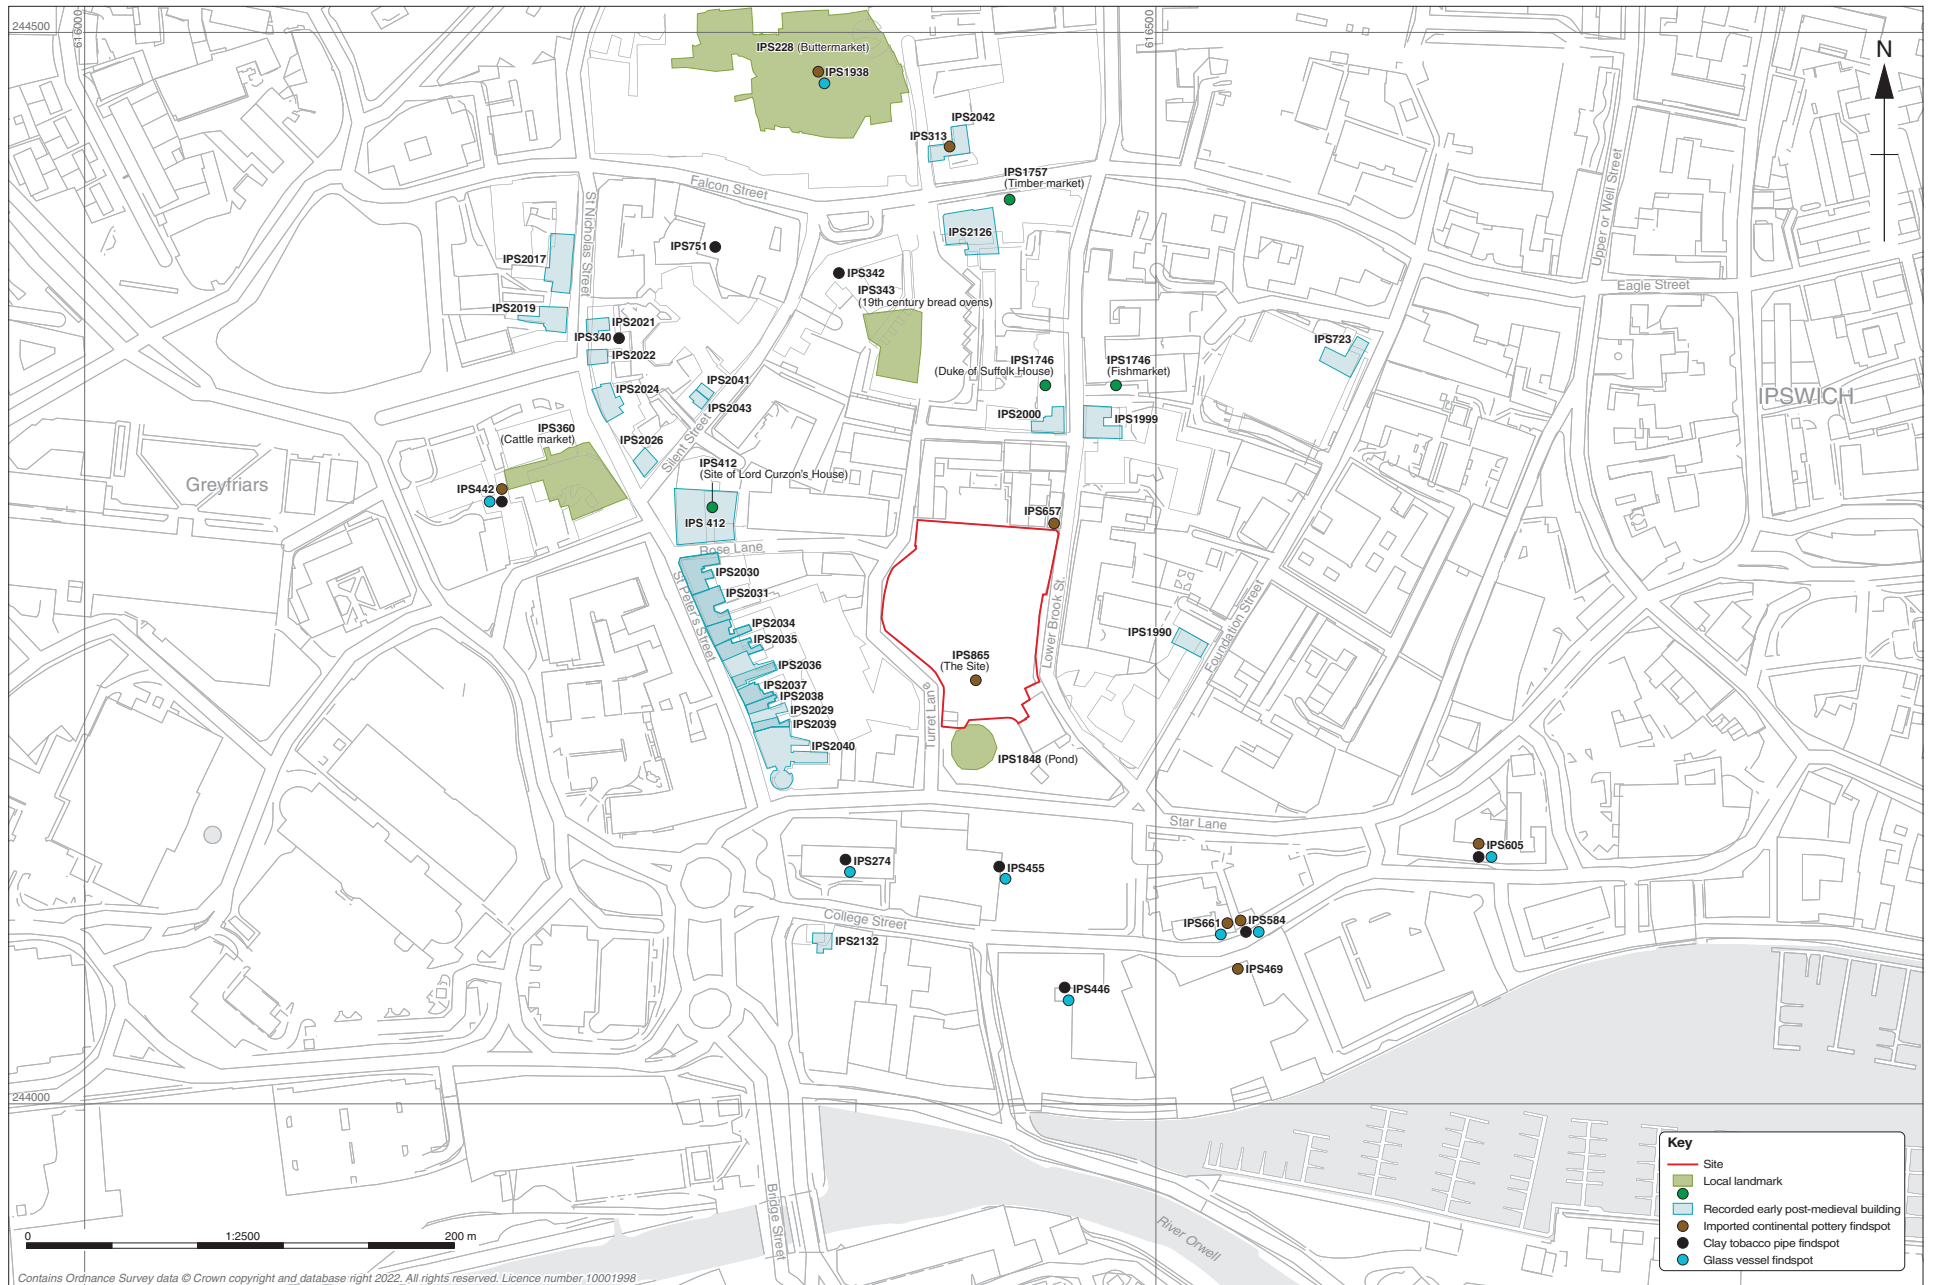 244500
616000
616500
N
IPS228 (Buttermarket)
IPS1938
IPS2042
IPS313
IPS1757
(Timber market)
Falcon Street
St Nicholas Street
Upper or Well Street
IPS751
IPS2126
IPS2017
IPS342
IPS343
(19th century bread ovens)
Eagle Street
IPS2019
IPS2021
IPS340
IPS2022
IPS723
IPS1746
(Duke of Suffolk House)
IPS1746
(Fishmarket)
IPS2041
IPS2024
IPS2043
IPSWICH
IPS2000
IPS1999
IPS360
(Cattle market)
IPS2026
Silent Street
IPS412
(Site of Lord Curzon's House)
Greyfriars
IPS442
IPS 412
IPS657
Rose Lane
IPS2030
St Peter's Street
IPS2031
Lower Brook St.
Foundation Street
IPS2034
IPS2035
IPS1990
IPS865
(The Site)
IPS2036
IPS2037
IPS2038
IPS2029
IPS2039
Turret Lane
IPS2040
IPS1848 (Pond)
Star Lane
IPS605
IPS274
IPS455
College Street
IPS661
IPS584
IPS2132
IPS469
IPS446
244000
Bridge Street
River Orwell
Key
Site
Local landmark
Recorded early post-medieval building
Imported continental pottery findspot
Clay tobacco pipe findspot
Glass vessel findspot
0
1:2500
200 m
Contains Ordnance Survey data © Crown copyright and database right 2022. All rights reserved. Licence number 10001998